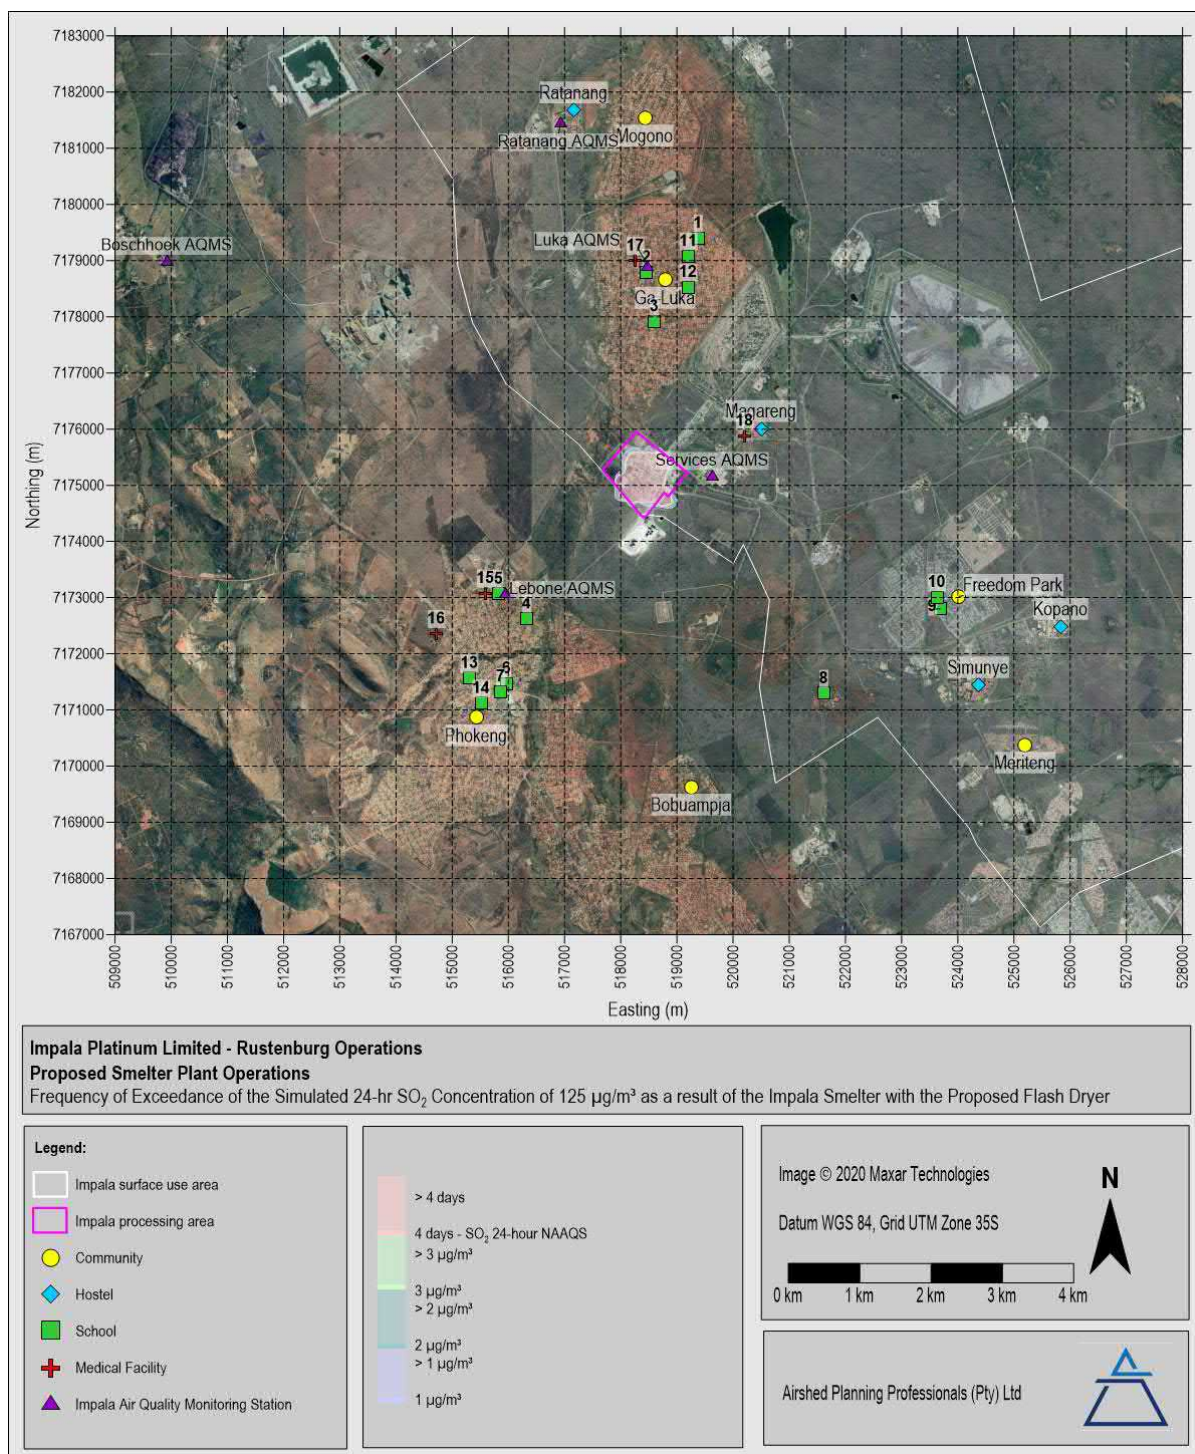 7183000
7182000
7181000
7180000
7179000
7178000
7177000
7176000
7175000
7174000
7173000
7172000
7171000
7170000
7169000
7168000
7167000
Northing (m)
Ratanang
Mogono
Ratanang AQMS
Boschhoek AQMS
Luka AQMS
17
1
11
2
12
Ga-Luka
3
Magareng
18
Services AQMS
15
5
Lebone AQMS
4
16
10
Freedom Park
9
Kopano
13
6
7
14
Simunye
8
Phokeng
Meriteng
Bobuampja
509000
510000
511000
512000
513000
514000
515000
516000
517000
518000
519000
520000
521000
522000
523000
524000
525000
526000
527000
528000
Easting (m)
Impala Platinum Limited - Rustenburg Operations
Proposed Smelter Plant Operations
Frequency of Exceedance of the Simulated 24-hr SO₂ Concentration of 125 µg/m³ as a result of the Impala Smelter with the Proposed Flash Dryer
Legend:
Impala surface use area
Impala processing area
Community
Hostel
School
Medical Facility
Impala Air Quality Monitoring Station
> 4 days
4 days - SO₂ 24-hour NAAQS
> 3 µg/m³
3 µg/m³
> 2 µg/m³
2 µg/m³
> 1 µg/m³
1 µg/m³
Image © 2020 Maxar Technologies
N
Datum WGS 84, Grid UTM Zone 35S
0 km 1 km 2 km 3 km 4 km
Airshed Planning Professionals (Pty) Ltd